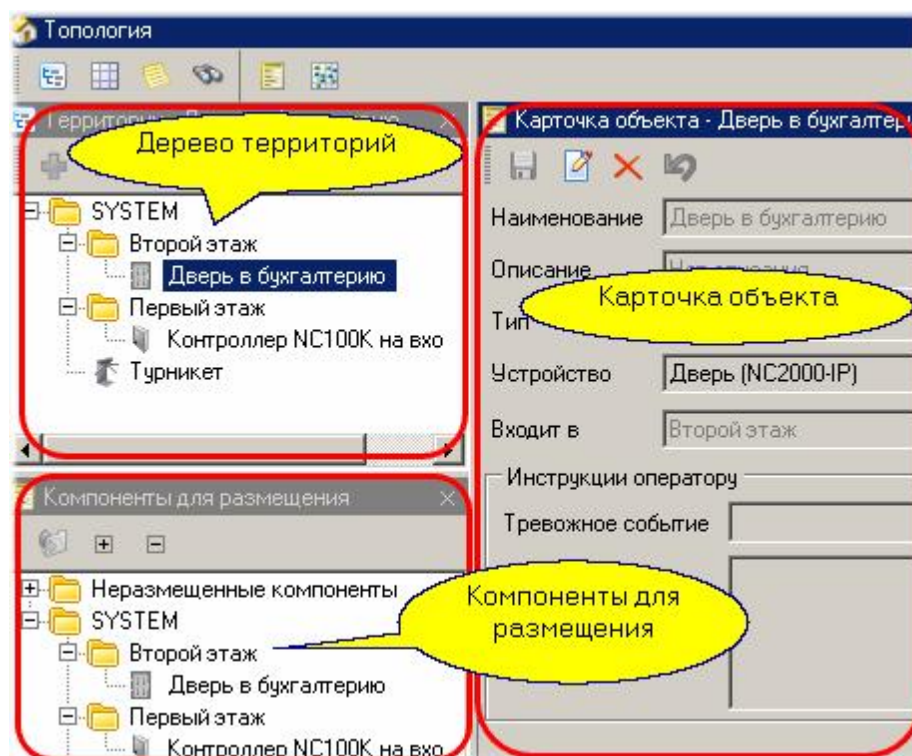 Топология
Карточка объекта - Дверь в бухгалтери
Дерево территорий
SYSTEM
Второй этаж
Дверь в бухгалтерию
Первый этаж
Контроллер NC100K на вхо
Турникет
Наименование Дверь в бухгалтерию
Описание
Карточка объекта
Тип
Устройство Дверь (NC2000-IP)
Входит в Второй этаж
Инструкции оператору
Тревожное событие
Компоненты для размещения
Неразмещенные компоненты
SYSTEM
Второй этаж
Дверь в бухгалтерию
Первый этаж
Контроллер NC100K на вхо
Компоненты для
размещения